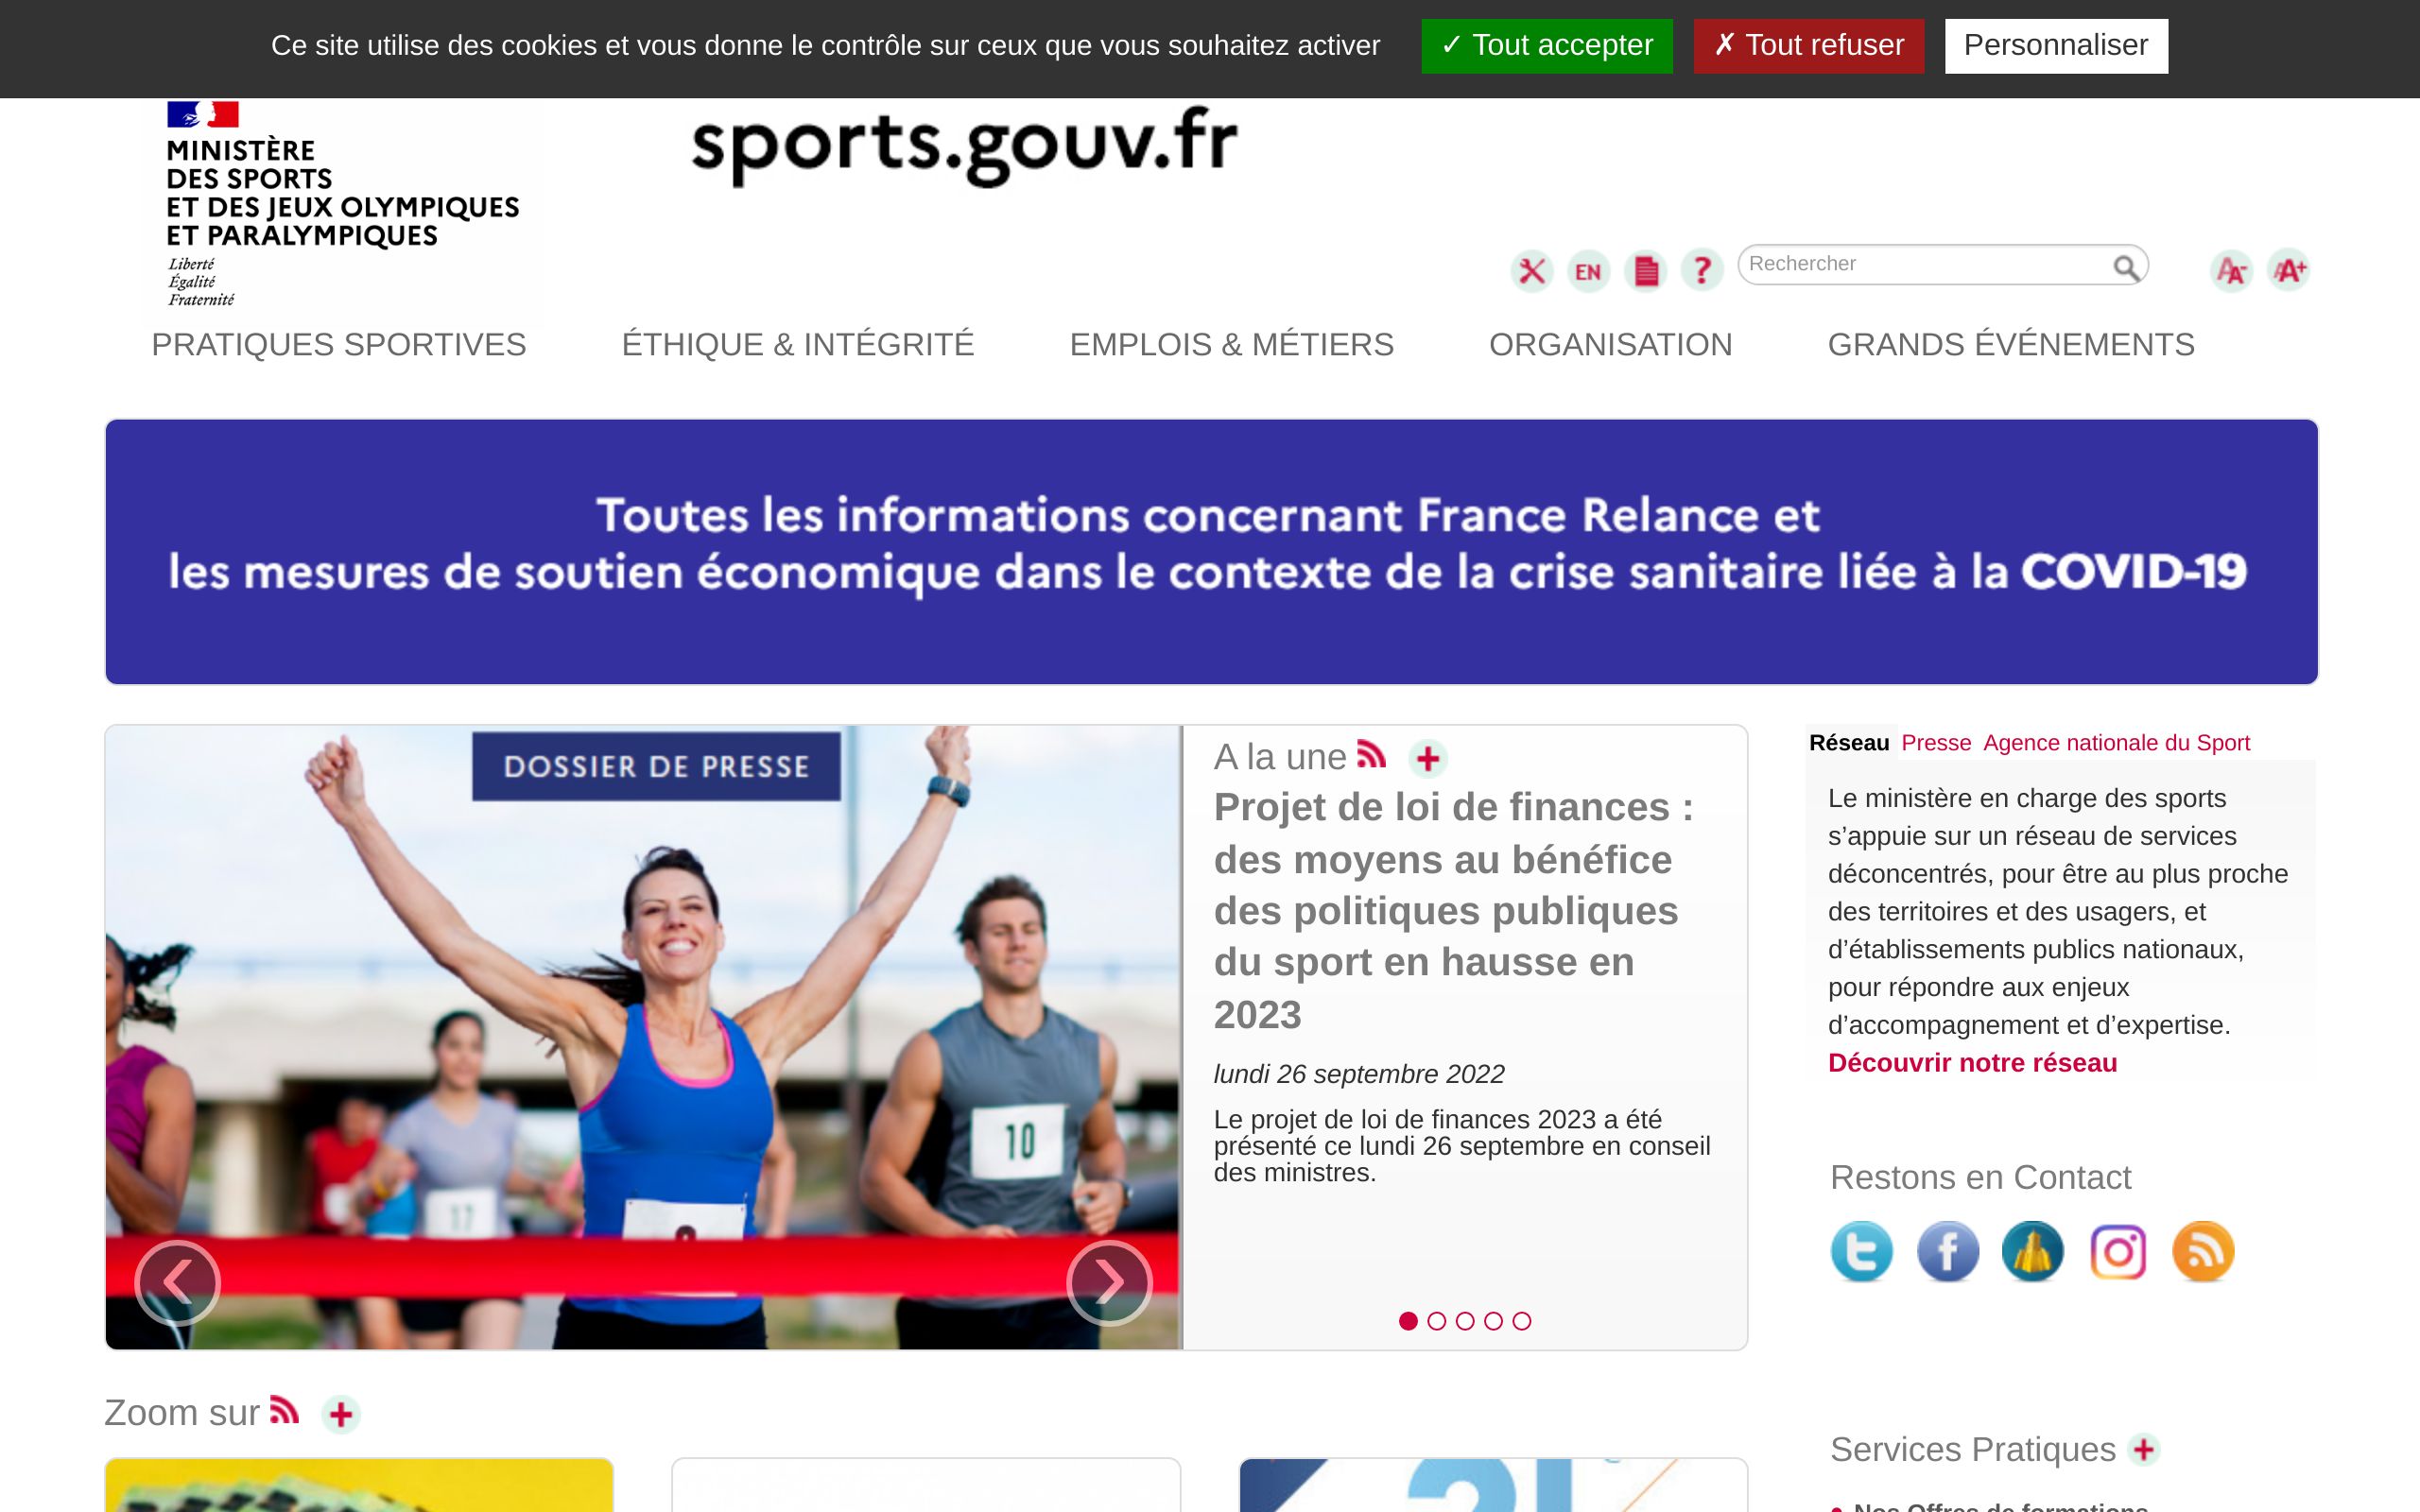 Ce site utilise des cookies et vous donne le contrôle sur ceux que vous souhaitez activer
✓ Tout accepter
✗ Tout refuser
Personnaliser
MINISTÈRE
DES SPORTS
ET DES JEUX OLYMPIQUES
ET PARALYMPIQUES
Liberté
Égalité
Fraternité
sports.gouv.fr
EN
?
Rechercher
AA-
AA+
PRATIQUES SPORTIVES
ÉTHIQUE & INTÉGRITÉ
EMPLOIS & MÉTIERS
ORGANISATION
GRANDS ÉVÉNEMENTS
Toutes les informations concernant France Relance et
les mesures de soutien économique dans le contexte de la crise sanitaire liée à la COVID-19
DOSSIER DE PRESSE
10
17
A la une
Projet de loi de finances :
des moyens au bénéfice
des politiques publiques
du sport en hausse en
2023
lundi 26 septembre 2022
Le projet de loi de finances 2023 a été
présenté ce lundi 26 septembre en conseil
des ministres.
Réseau Presse Agence nationale du Sport
Le ministère en charge des sports
s’appuie sur un réseau de services
déconcentrés, pour être au plus proche
des territoires et des usagers, et
d’établissements publics nationaux,
pour répondre aux enjeux
d’accompagnement et d’expertise.
Découvrir notre réseau
Restons en Contact
Zoom sur
Services Pratiques
Nos Offres de formations